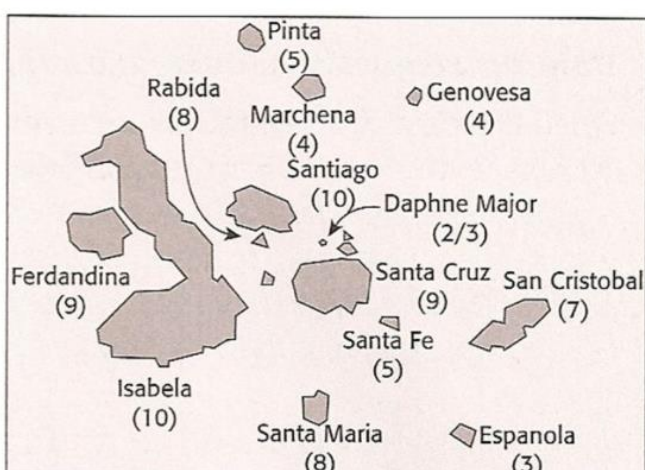 Pinta
(5)
Rabida
(8)
Marchena
(4)
Genovesa
(4)
Santiago
(10)
Daphne Major
(2/3)
Ferdandina
(9)
Santa Cruz
(9)
San Cristobal
(7)
Santa Fe
(5)
Isabela
(10)
Santa Maria
(8)
Espanola
(3)